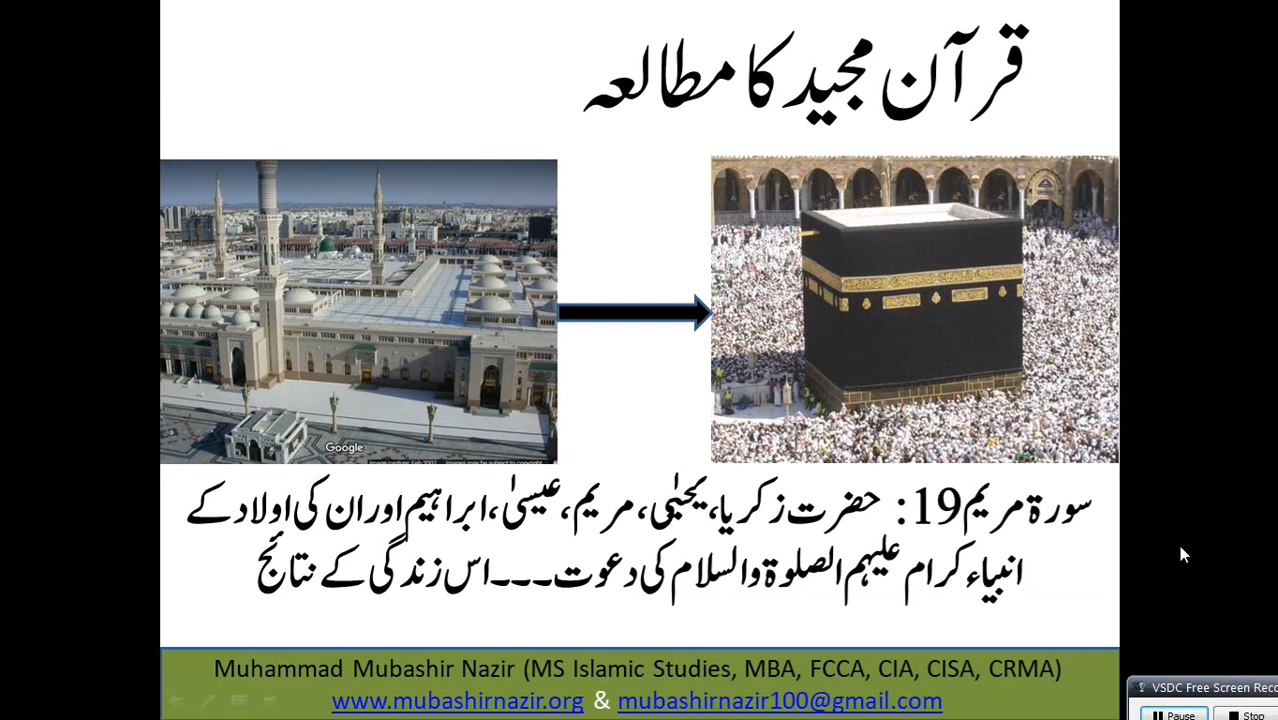 قرآن مجید کا مطالعہ
Google
سورۃ مریم 19: حضرت زکریا، یحیٰی، مریم، عیسیٰ، ابراہیم اور ان کی اولاد کے
انبیاء کرام علیہم الصلوۃ والسلام کی دعوت۔۔۔ اس زندگی کے نتائج
Muhammad Mubashir Nazir (MS Islamic Studies, MBA, FCCA, CIA, CISA, CRMA)
www.mubashirnazir.org & mubashirnazir100@gmail.com
VSDC Free Screen Reco
Pause
Stop